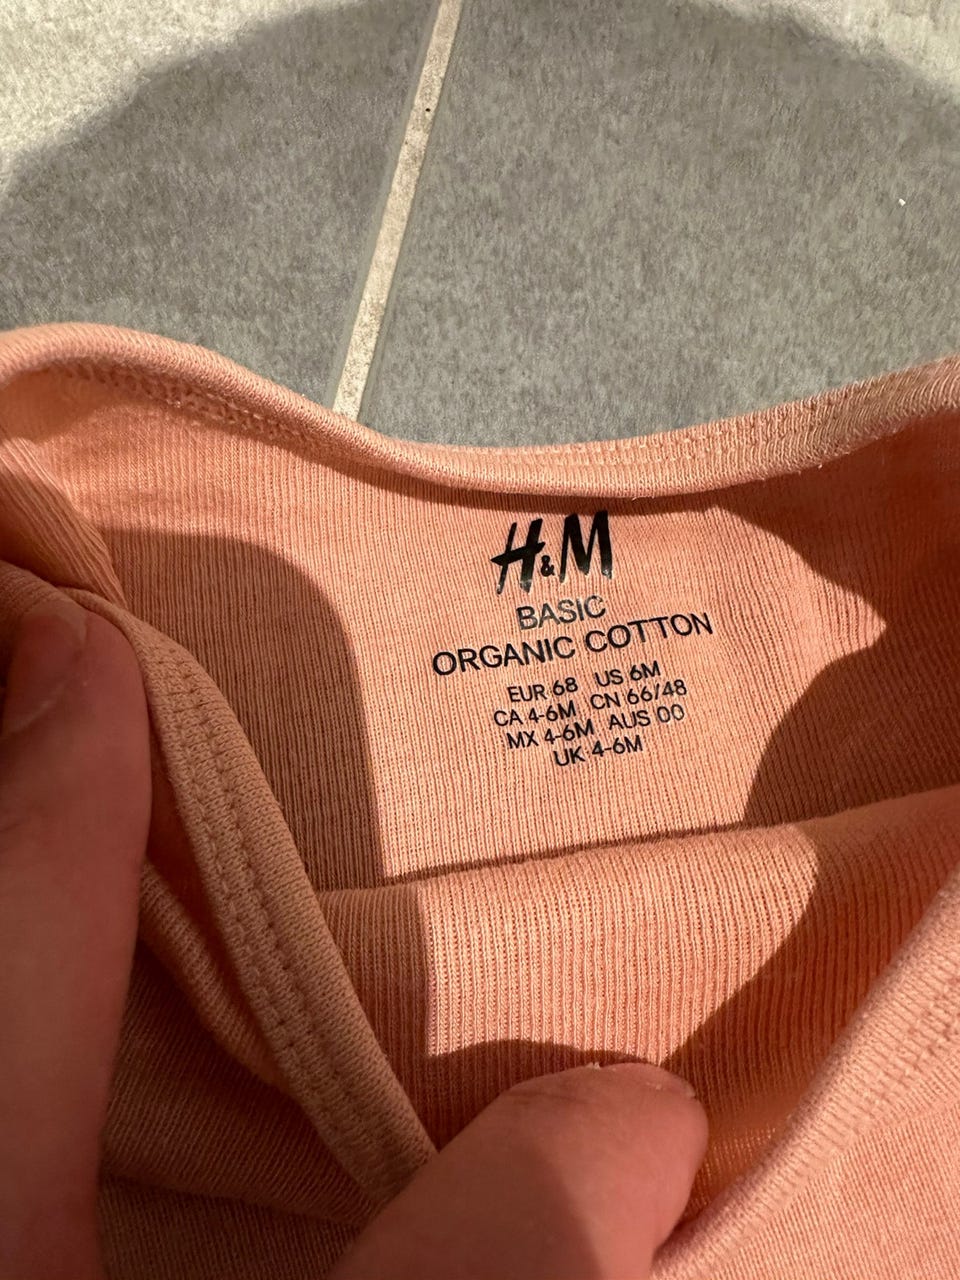 H&M
BASIC
ORGANIC COTTON
EUR 68 US 6M
CA 4-6M CN 66/48
MX 4-6M AUS 00
UK 4-6M